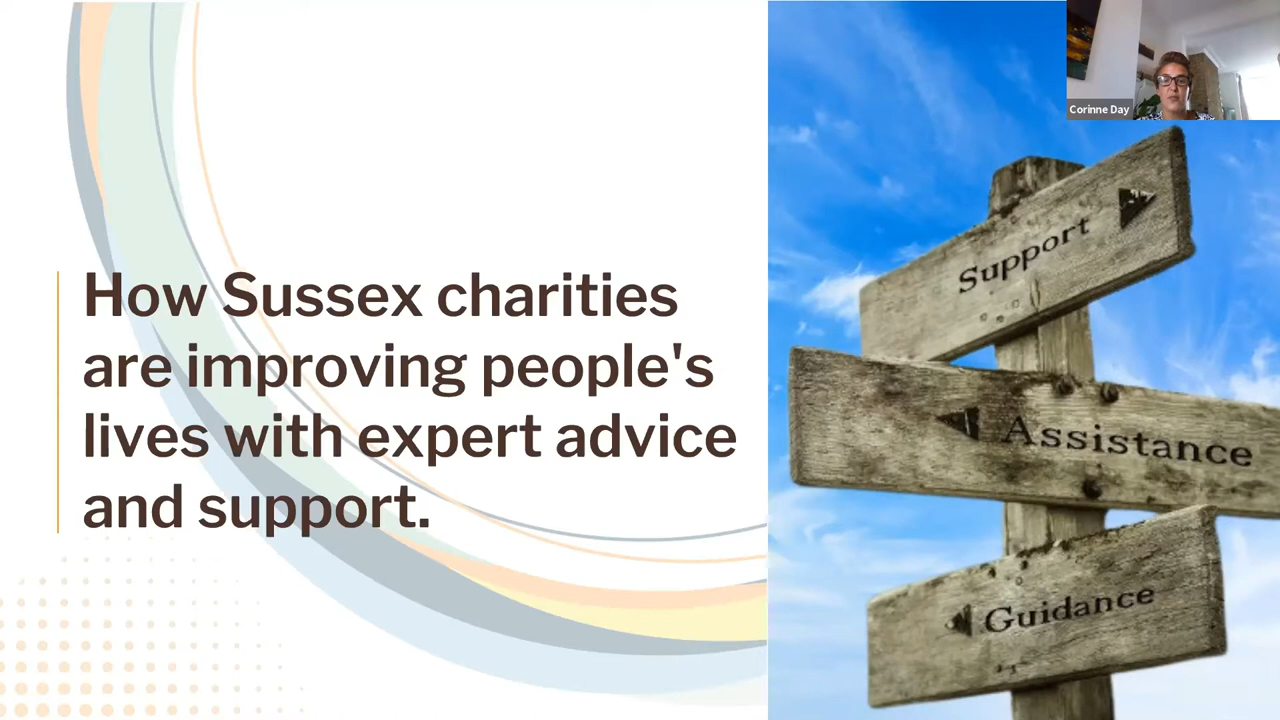 How Sussex charities
are improving people's
lives with expert advice
and support.
Corinne Day
Support
Assistance
Guidance